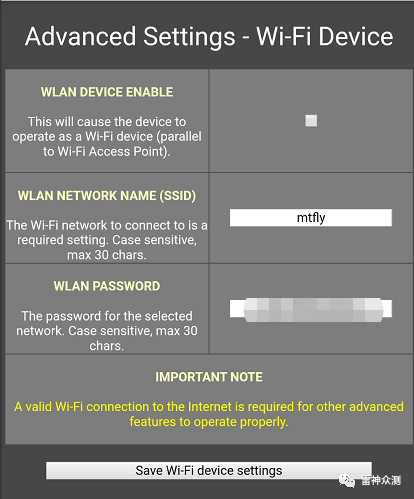 Advanced Settings - Wi-Fi Device
WLAN DEVICE ENABLE
This will cause the device to
operate as a Wi-Fi device (parallel
to Wi-Fi Access Point).
WLAN NETWORK NAME (SSID)
The Wi-Fi network to connect to is a
required setting. Case sensitive,
max 30 chars.
mtfly
WLAN PASSWORD
The password for the selected
network. Case sensitive, max 30
chars.
IMPORTANT NOTE
A valid Wi-Fi connection to the Internet is required for other advanced
features to operate properly.
Save Wi-Fi device settings
雷神众测